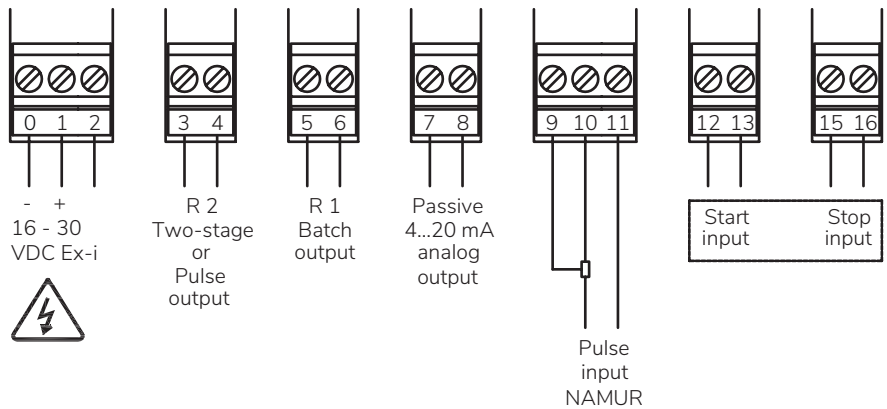 0 1 2
3 4
5 6
7 8
9 10 11
12 13
15 16
- +
16 - 30
VDC Ex-i
R 2
Two-stage
or
Pulse
output
R 1
Batch
output
Passive
4...20 mA
analog
output
Pulse
input
NAMUR
Start
input
Stop
input